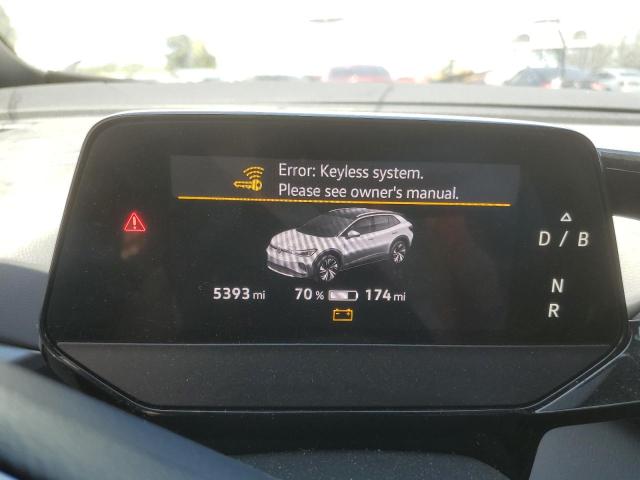 Error: Keyless system.
Please see owner's manual.
D / B
N
R
5393 mi 70 % 174 mi